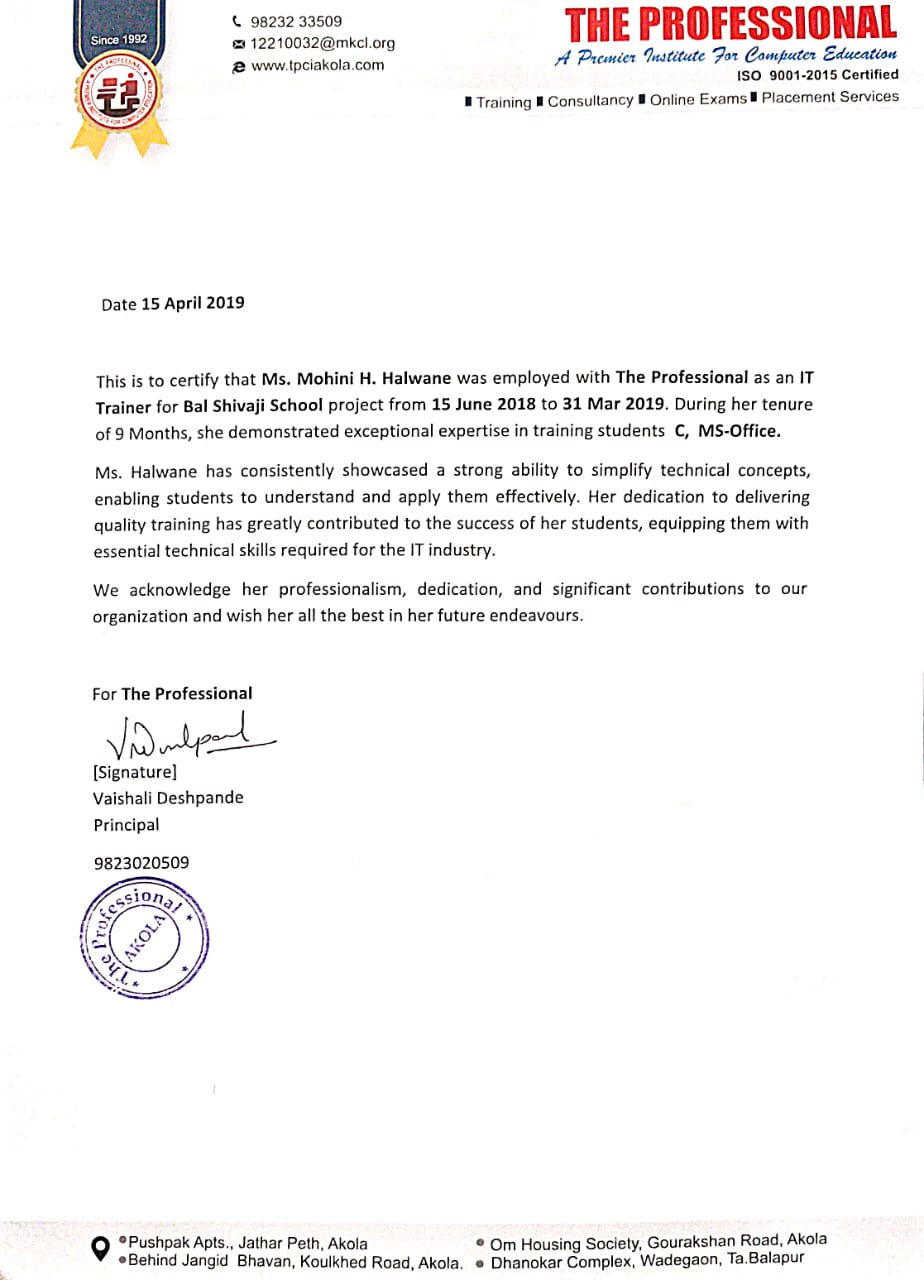 Since 1992
98232 33509
12210032@mkcl.org
www.tpciakola.com
THE PROFESSIONAL
A Premier Institute For Computer Education
ISO 9001-2015 Certified
Training Consultancy Online Exams Placement Services
Date 15 April 2019
This is to certify that Ms. Mohini H. Halwane was employed with The Professional as an IT
Trainer for Bal Shivaji School project from 15 June 2018 to 31 Mar 2019. During her tenure
of 9 Months, she demonstrated exceptional expertise in training students C, MS-Office.
Ms. Halwane has consistently showcased a strong ability to simplify technical concepts,
enabling students to understand and apply them effectively. Her dedication to delivering
quality training has greatly contributed to the success of her students, equipping them with
essential technical skills required for the IT industry.
We acknowledge her professionalism, dedication, and significant contributions to our
organization and wish her all the best in her future endeavours.
For The Professional
[Signature]
Vaishali Deshpande
Principal
9823020509
The Professional
AKOLA
Pushpak Apts., Jathar Peth, Akola
Behind Jangid Bhavan, Koulkhed Road, Akola.
Om Housing Society, Gourakshan Road, Akola
Dhanokar Complex, Wadegaon, Ta.Balapur